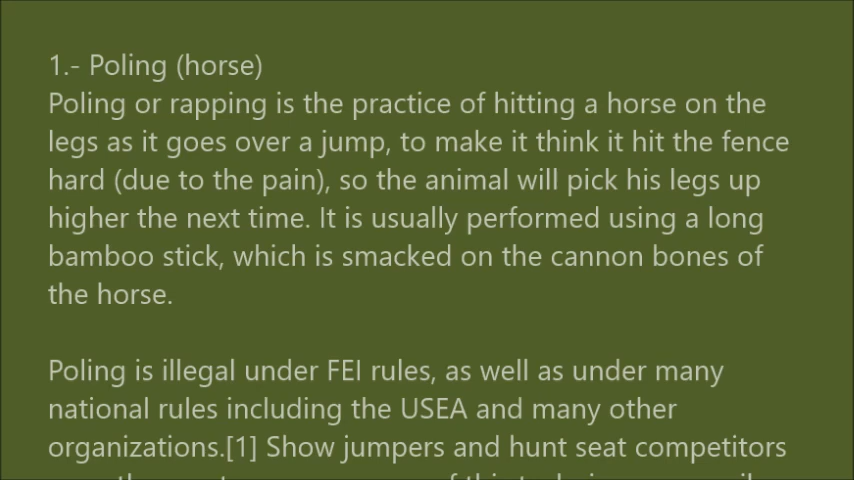 1.- Poling (horse)
Poling or rapping is the practice of hitting a horse on the
legs as it goes over a jump, to make it think it hit the fence
hard (due to the pain), so the animal will pick his legs up
higher the next time. It is usually performed using a long
bamboo stick, which is smacked on the cannon bones of
the horse.
Poling is illegal under FEI rules, as well as under many
national rules including the USEA and many other
organizations.[1] Show jumpers and hunt seat competitors